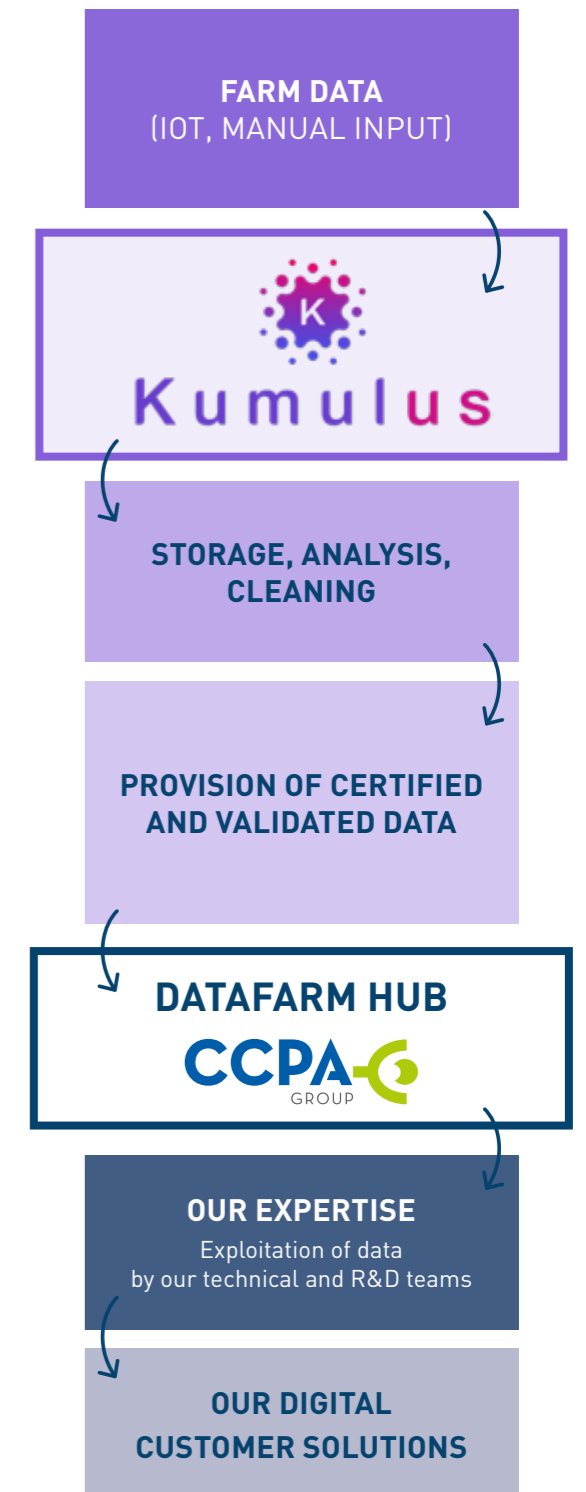 FARM DATA
(IOT, MANUAL INPUT)
K
Kumulus
STORAGE, ANALYSIS,
CLEANING
PROVISION OF CERTIFIED
AND VALIDATED DATA
DATAFARM HUB
CCPA
GROUP
OUR EXPERTISE
Exploitation of data
by our technical and R&D teams
OUR DIGITAL
CUSTOMER SOLUTIONS